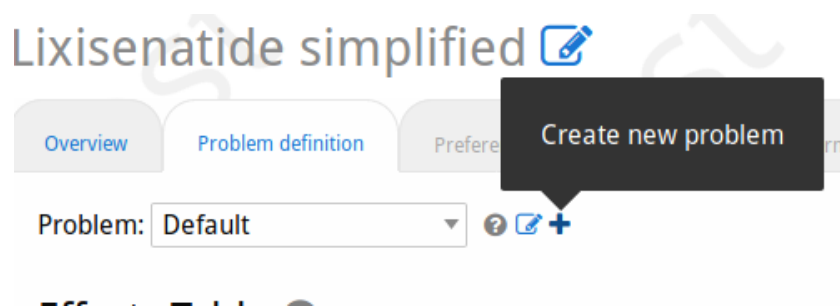 Lixisenatide simplified
Create new problem
Overview
Problem definition
Problem:
Default